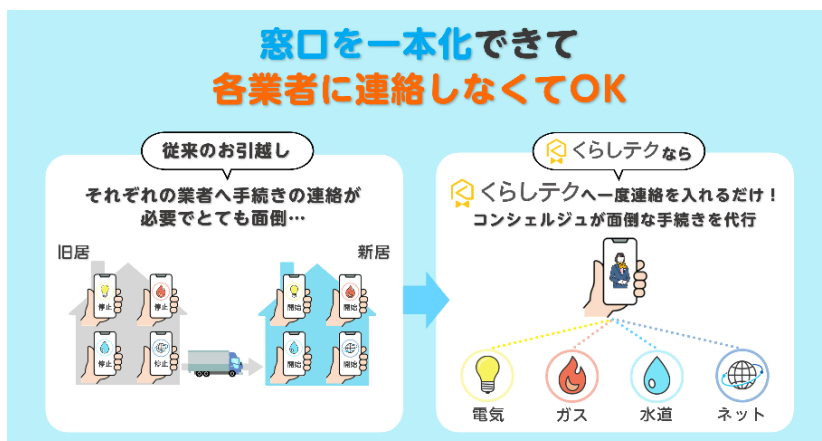 窓口を一本化できて
各業者に連絡しなくてOK
従来のお引越し
それぞれの業者へ手続きの連絡が
必要でとても面倒…
旧居
新居
停止
停止
開始
開始
停止
停止
開始
開始
くらしテクなら
くらしテクへ一度連絡を入れるだけ！
コンシェルジュが面倒な手続きを代行
電気
ガス
水道
ネット